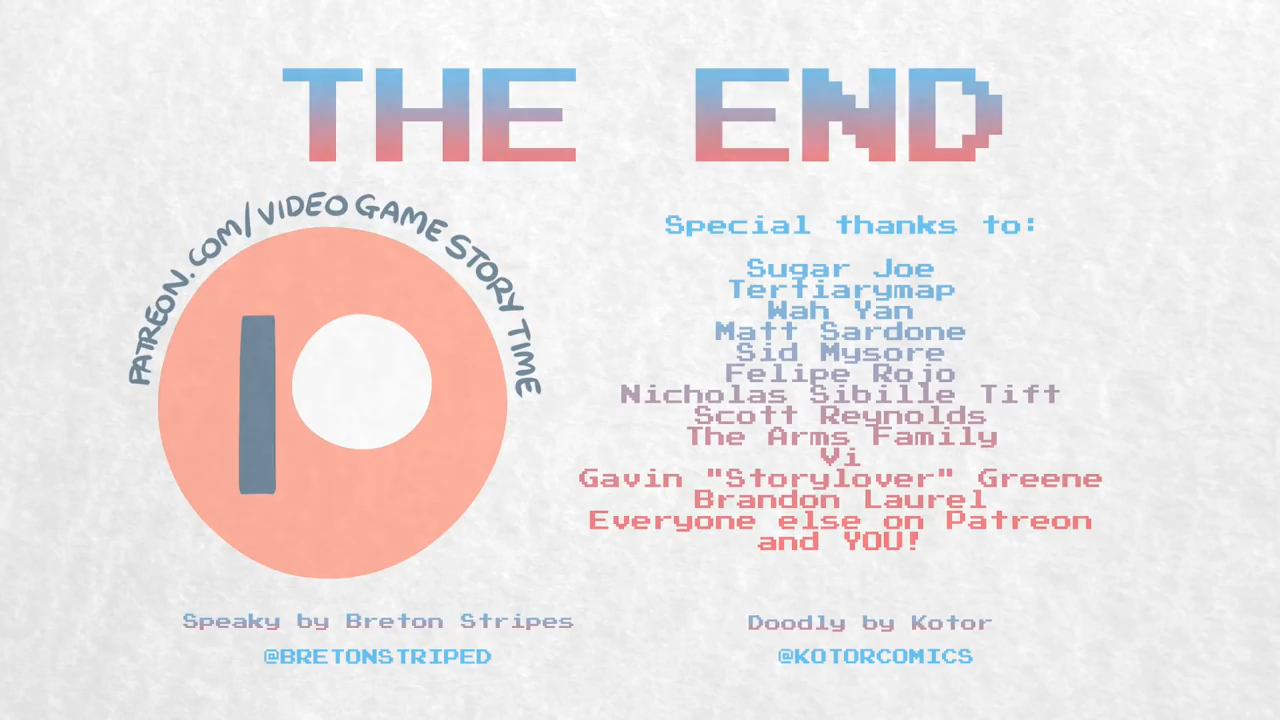 THE END
PATREON.COM/VIDEO GAME STORY TIME
Special thanks to:
Sugar Joe
Tertiarymap
Wah Yan
Matt Sardone
Sid Mysore
Felipe Rojo
Nicholas Sibille Tift
Scott Reynolds
The Arms Family
Vi
Gavin "Storylover" Greene
Brandon Laurel
Everyone else on Patreon
and YOU!
Speaky by Breton Stripes
@BRETONSTRIPED
Doodly by Kotor
@KOTORCOMICS